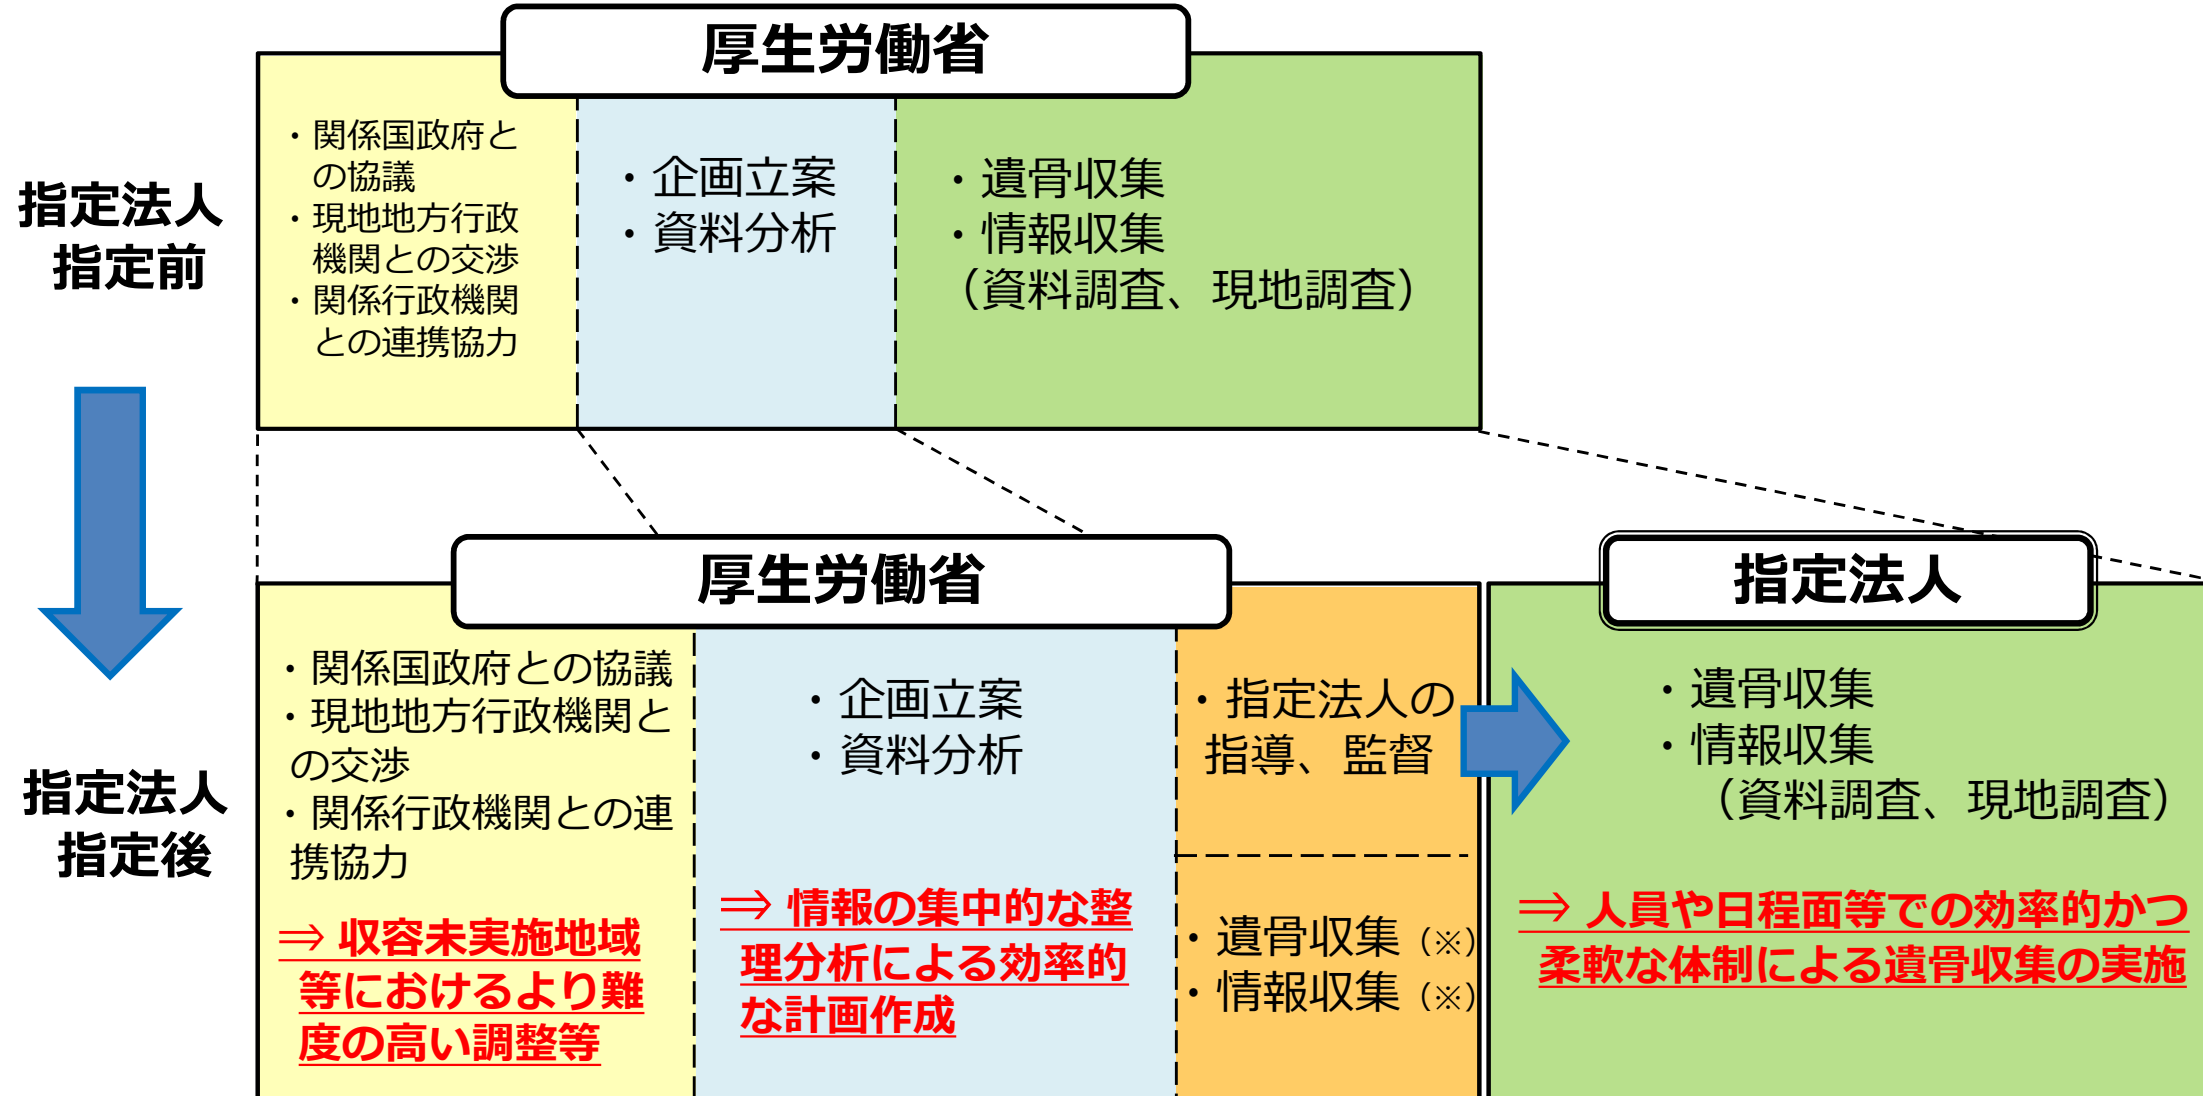 厚生労働省
指定法人
指定前
・関係国政府と
の協議
・現地地方行政
機関との交渉
・関係行政機関
との連携協力
・企画立案
・資料分析
・遺骨収集
・情報収集
（資料調査、現地調査）
厚生労働省
指定法人
指定法人
指定後
・関係国政府との協議
・現地地方行政機関と
の交渉
・関係行政機関との連
携協力
⇒ 収容未実施地域
等におけるより難
度の高い調整等
・企画立案
・資料分析
⇒ 情報の集中的な整
理分析による効率的
な計画作成
・指定法人の
指導、監督
・遺骨収集（※）
・情報収集（※）
・遺骨収集
・情報収集
（資料調査、現地調査）
⇒ 人員や日程面等での効率的かつ
柔軟な体制による遺骨収集の実施